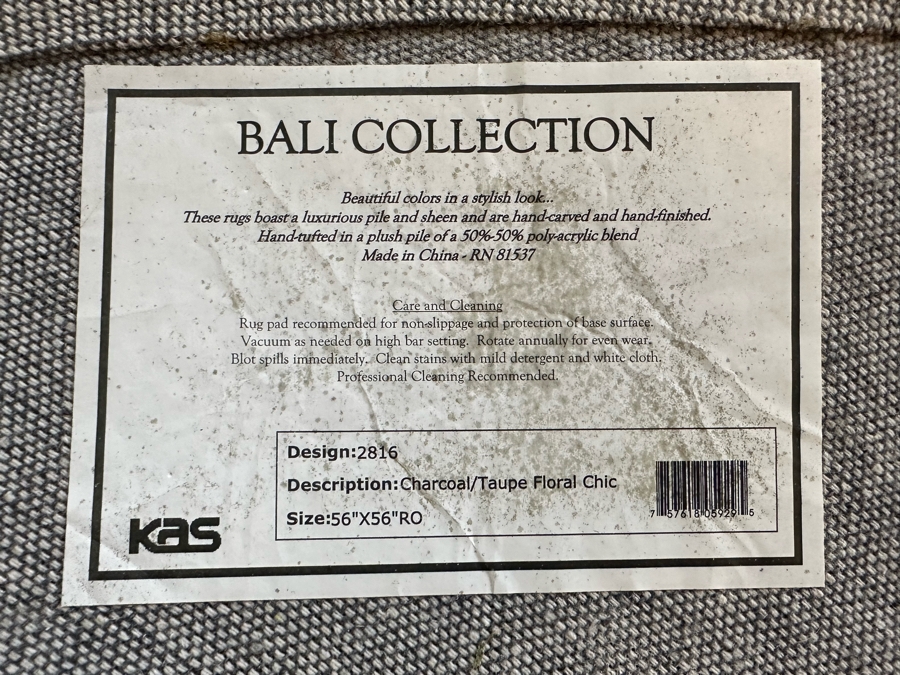 BALI COLLECTION
Beautiful colors in a stylish look...
These rugs boast a luxurious pile and sheen and are hand-carved and hand-finished.
Hand-tufted in a plush pile of a 50%-50% poly-acrylic blend
Made in China - RN 81537
Care and Cleaning
Rug pad recommended for non-slippage and protection of base surface.
Vacuum as needed on high bar setting. Rotate annually for even wear.
Blot spills immediately. Clean stains with mild detergent and white cloth.
Professional Cleaning Recommended.
Design:2816
Description:Charcoal/Taupe Floral Chic
Size:56"X56"RO
7 57618 05929 5
kas